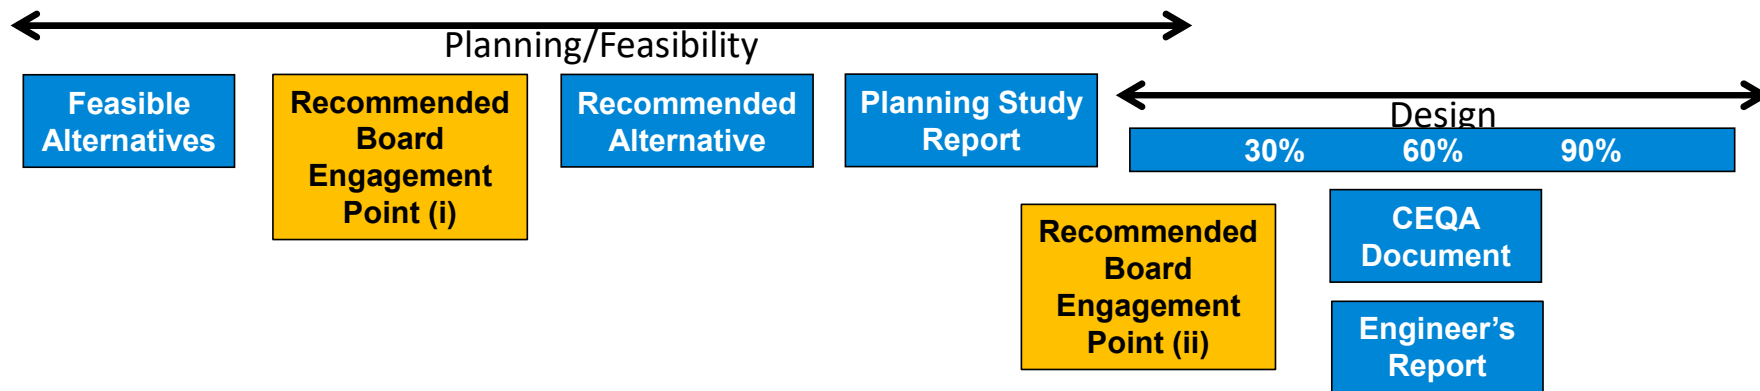 Planning/Feasibility
Feasible
Alternatives
Recommended
Board
Engagement
Point (i)
Recommended
Alternative
Planning Study
Report
Design
30% 60% 90%
Recommended
Board
Engagement
Point (ii)
CEQA
Document
Engineer’s
Report